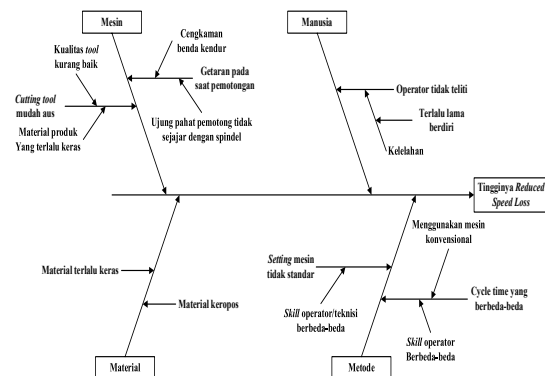 Mesin
Manusia
Cengkaman
benda kendur
Kualitas tool
kurang baik
Getaran pada
saat pemotongan
Operator tidak teliti
Cutting tool
mudah aus
Terlalu lama
berdiri
Material produk
Yang terlalu keras
Ujung pahat pemotong tidak
sejajar dengan spindel
Kelelahan
Tingginya Reduced
Speed Loss
Menggunakan mesin
konvensional
Material terlalu keras
Setting mesin
tidak standar
Cycle time yang
berbeda-beda
Material keropos
Skill operator/teknisi
berbeda-beda
Skill operator
Berbeda-beda
Material
Metode